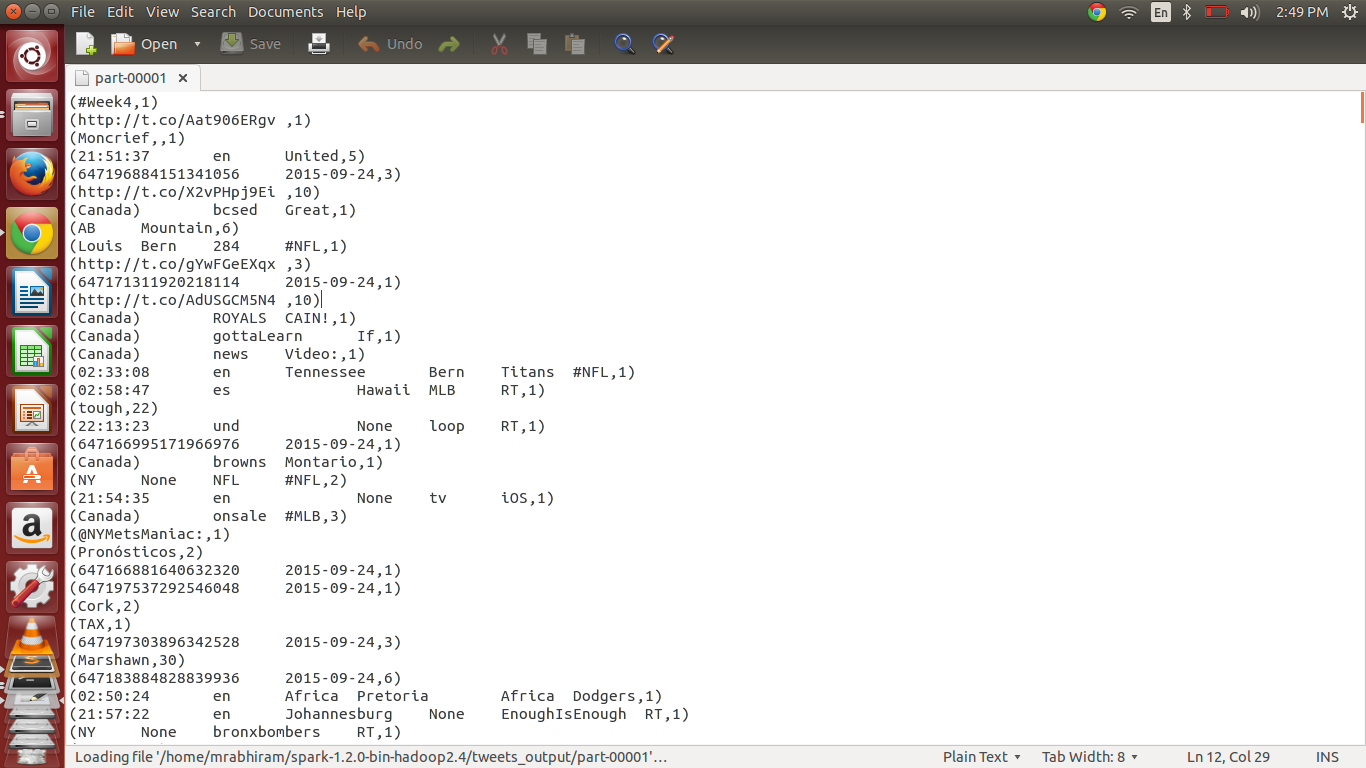 File Edit View Search Documents Help
En
2:49 PM
Open
Save
Undo
part-00001 ×
(#Week4,1)
(http://t.co/Aat906ERgv ,1)
(Moncrief,,1)
(21:51:37 en United,5)
(647196884151341056 2015-09-24,3)
(http://t.co/X2vPHpj9Ei ,10)
(Canada) bcsed Great,1)
(AB Mountain,6)
(Louis Bern 284 #NFL,1)
(http://t.co/gYwFGeEXqx ,3)
(647171311920218114 2015-09-24,1)
(http://t.co/AdUSGCM5N4 ,10)
(Canada) ROYALS CAIN!,1)
(Canada) gottaLearn If,1)
(Canada) news Video:,1)
(02:33:08 en Tennessee Bern Titans #NFL,1)
(02:58:47 es Hawaii MLB RT,1)
(tough,22)
(22:13:23 und None loop RT,1)
(647166995171966976 2015-09-24,1)
(Canada) browns Montario,1)
(NY None NFL #NFL,2)
(21:54:35 en None tv iOS,1)
(Canada) onsale #MLB,3)
(@NYMetsManiac:,1)
(Pronósticos,2)
(647166881640632320 2015-09-24,1)
(647197537292546048 2015-09-24,1)
(Cork,2)
(TAX,1)
(647197303896342528 2015-09-24,3)
(Marshawn,30)
(647183884828839936 2015-09-24,6)
(02:50:24 en Africa Pretoria Africa Dodgers,1)
(21:57:22 en Johannesburg None EnoughIsEnough RT,1)
(NY None bronxbombers RT,1)
Loading file '/home/mrabhiram/spark-1.2.0-bin-hadoop2.4/tweets_output/part-00001'…
Plain Text
Tab Width: 8
Ln 12, Col 29
INS